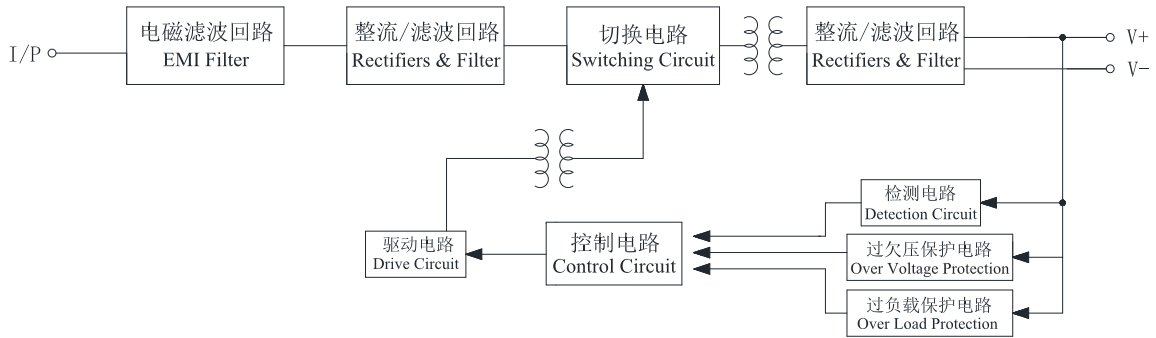 I/P
电磁滤波回路
EMI Filter
整流/滤波回路
Rectifiers & Filter
切换电路
Switching Circuit
整流/滤波回路
Rectifiers & Filter
V+
V-
检测电路
Detection Circuit
驱动电路
Drive Circuit
控制电路
Control Circuit
过欠压保护电路
Over Voltage Protection
过负载保护电路
Over Load Protection